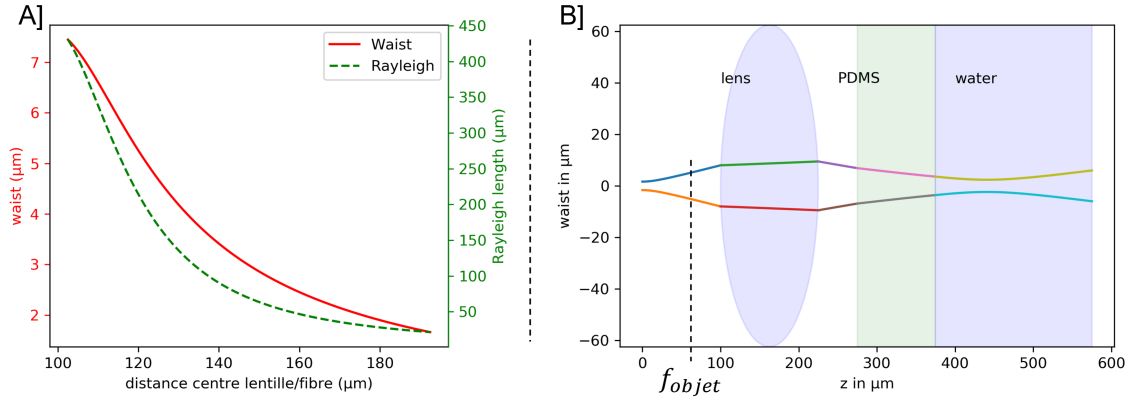 A]
7
6
5
4
3
2
waist (µm)
100
120
140
160
180
distance centre lentille/fibre (µm)
450
400
350
300
250
200
150
100
50
Rayleigh length (µm)
Waist
Rayleigh
B]
60
40
20
0
−20
−40
−60
waist in µm
lens
PDMS
water
0
100
200
300
400
500
600
z in µm
f_objet